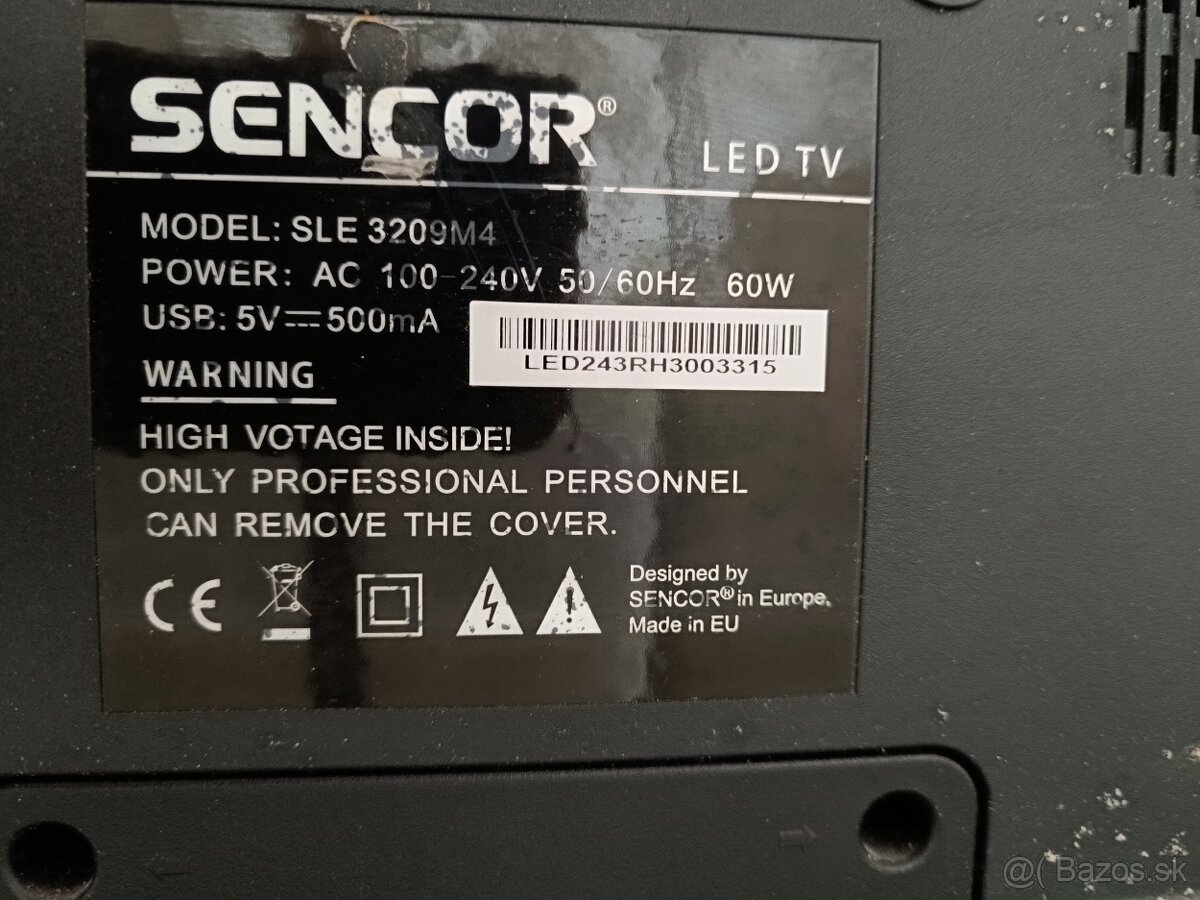 SENCOR®
LED TV
MODEL: SLE 3209M4
POWER: AC 100-240V 50/60Hz 60W
USB: 5V⎓500mA
LED243RH3003315
WARNING
HIGH VOTAGE INSIDE!
ONLY PROFESSIONAL PERSONNEL
CAN REMOVE THE COVER.
CE
Designed by
SENCOR® in Europe,
Made in EU
@( Bazos.sk